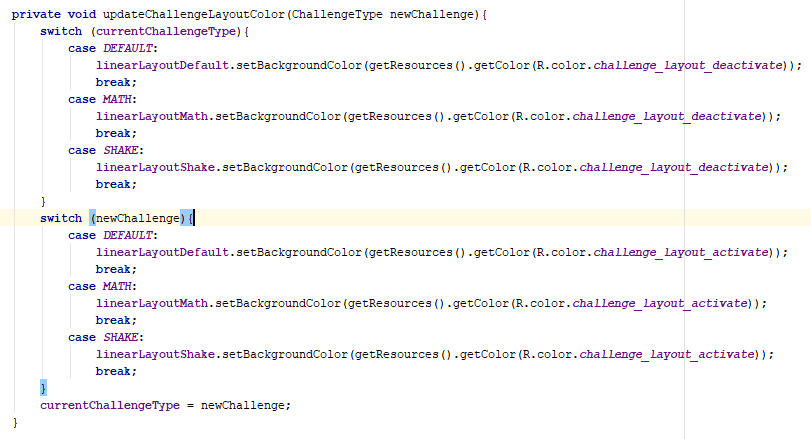 private void updateChallengeLayoutColor(ChallengeType newChallenge){
    switch (currentChallengeType){
        case DEFAULT:
            linearLayoutDefault.setBackgroundColor(getResources().getColor(R.color.challenge_layout_deactivate));
            break;
        case MATH:
            linearLayoutMath.setBackgroundColor(getResources().getColor(R.color.challenge_layout_deactivate));
            break;
        case SHAKE:
            linearLayoutShake.setBackgroundColor(getResources().getColor(R.color.challenge_layout_deactivate));
            break;
    }
    switch (newChallenge){
        case DEFAULT:
            linearLayoutDefault.setBackgroundColor(getResources().getColor(R.color.challenge_layout_activate));
            break;
        case MATH:
            linearLayoutMath.setBackgroundColor(getResources().getColor(R.color.challenge_layout_activate));
            break;
        case SHAKE:
            linearLayoutShake.setBackgroundColor(getResources().getColor(R.color.challenge_layout_activate));
            break;
    }
    currentChallengeType = newChallenge;
}